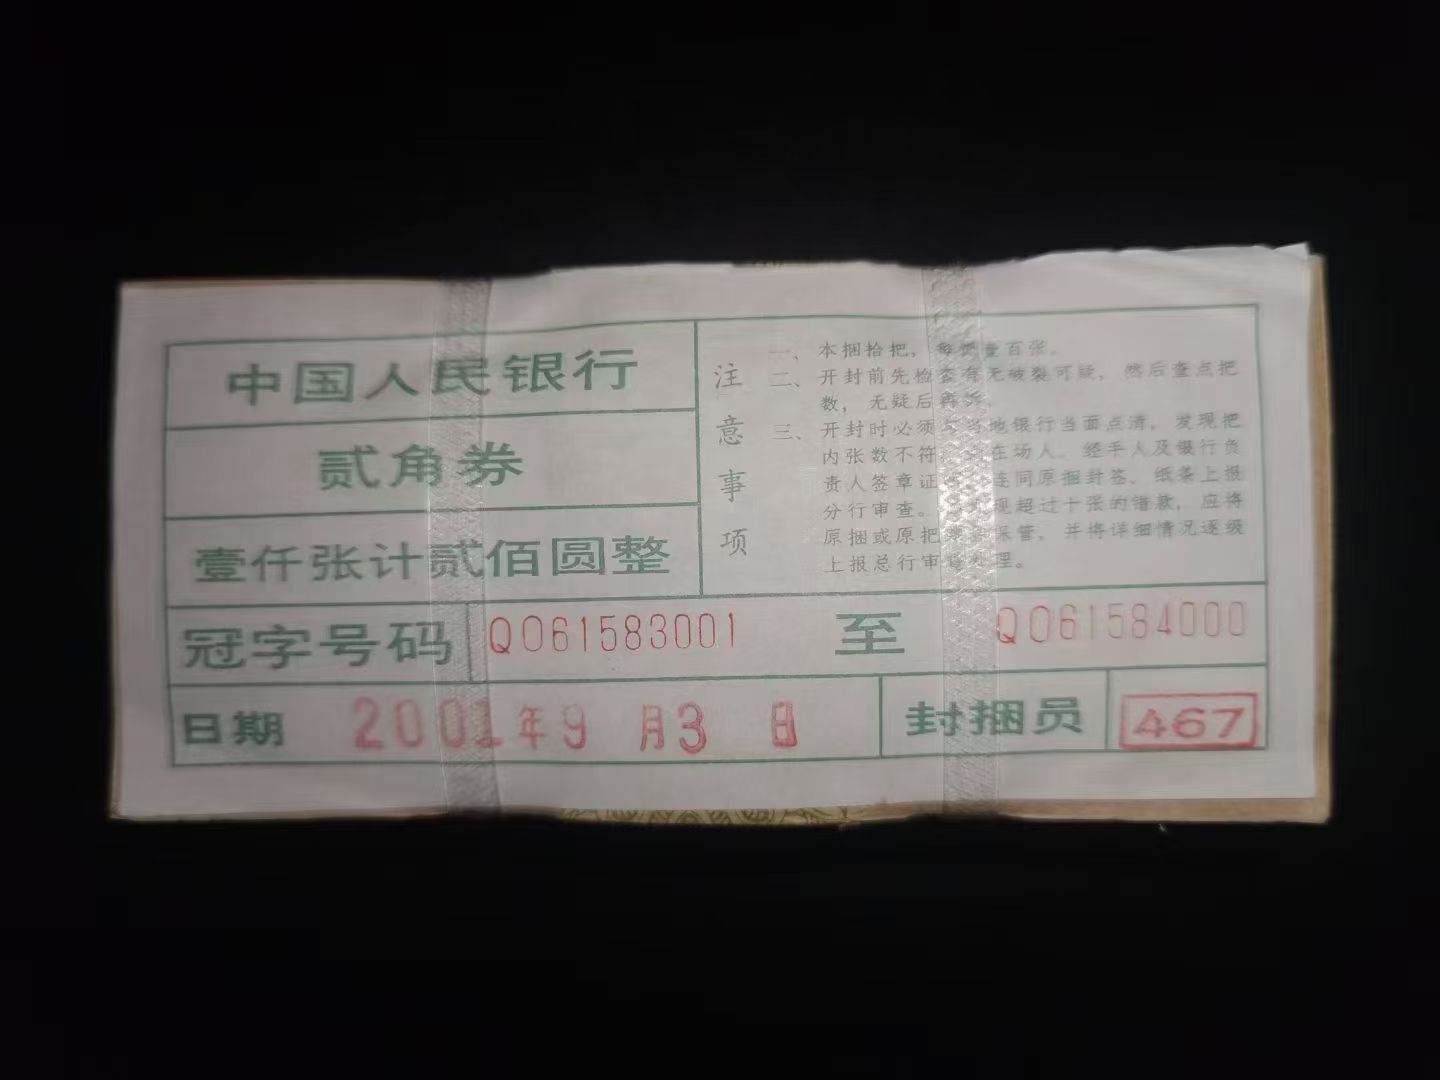 中国人民银行
贰角券
壹仟张计贰佰圆整
注意事项
一、本捆拾把，每把壹百张。
二、开封前先检查有无破裂可疑，然后查点把
数，无疑后再拆。
三、开封时必须与当地银行当面点清，发现把
内张数不符，在场人、经手人及银行负
责人签章证明，连同原捆封签、纸条上报
分行审查。发现超过十张的错款，应将
原捆或原把保管，并将详细情况逐级
上报总行审查处理。
冠字号码 QO61583001 至 QO61584000
日期 2001年9月3日 封捆员 467